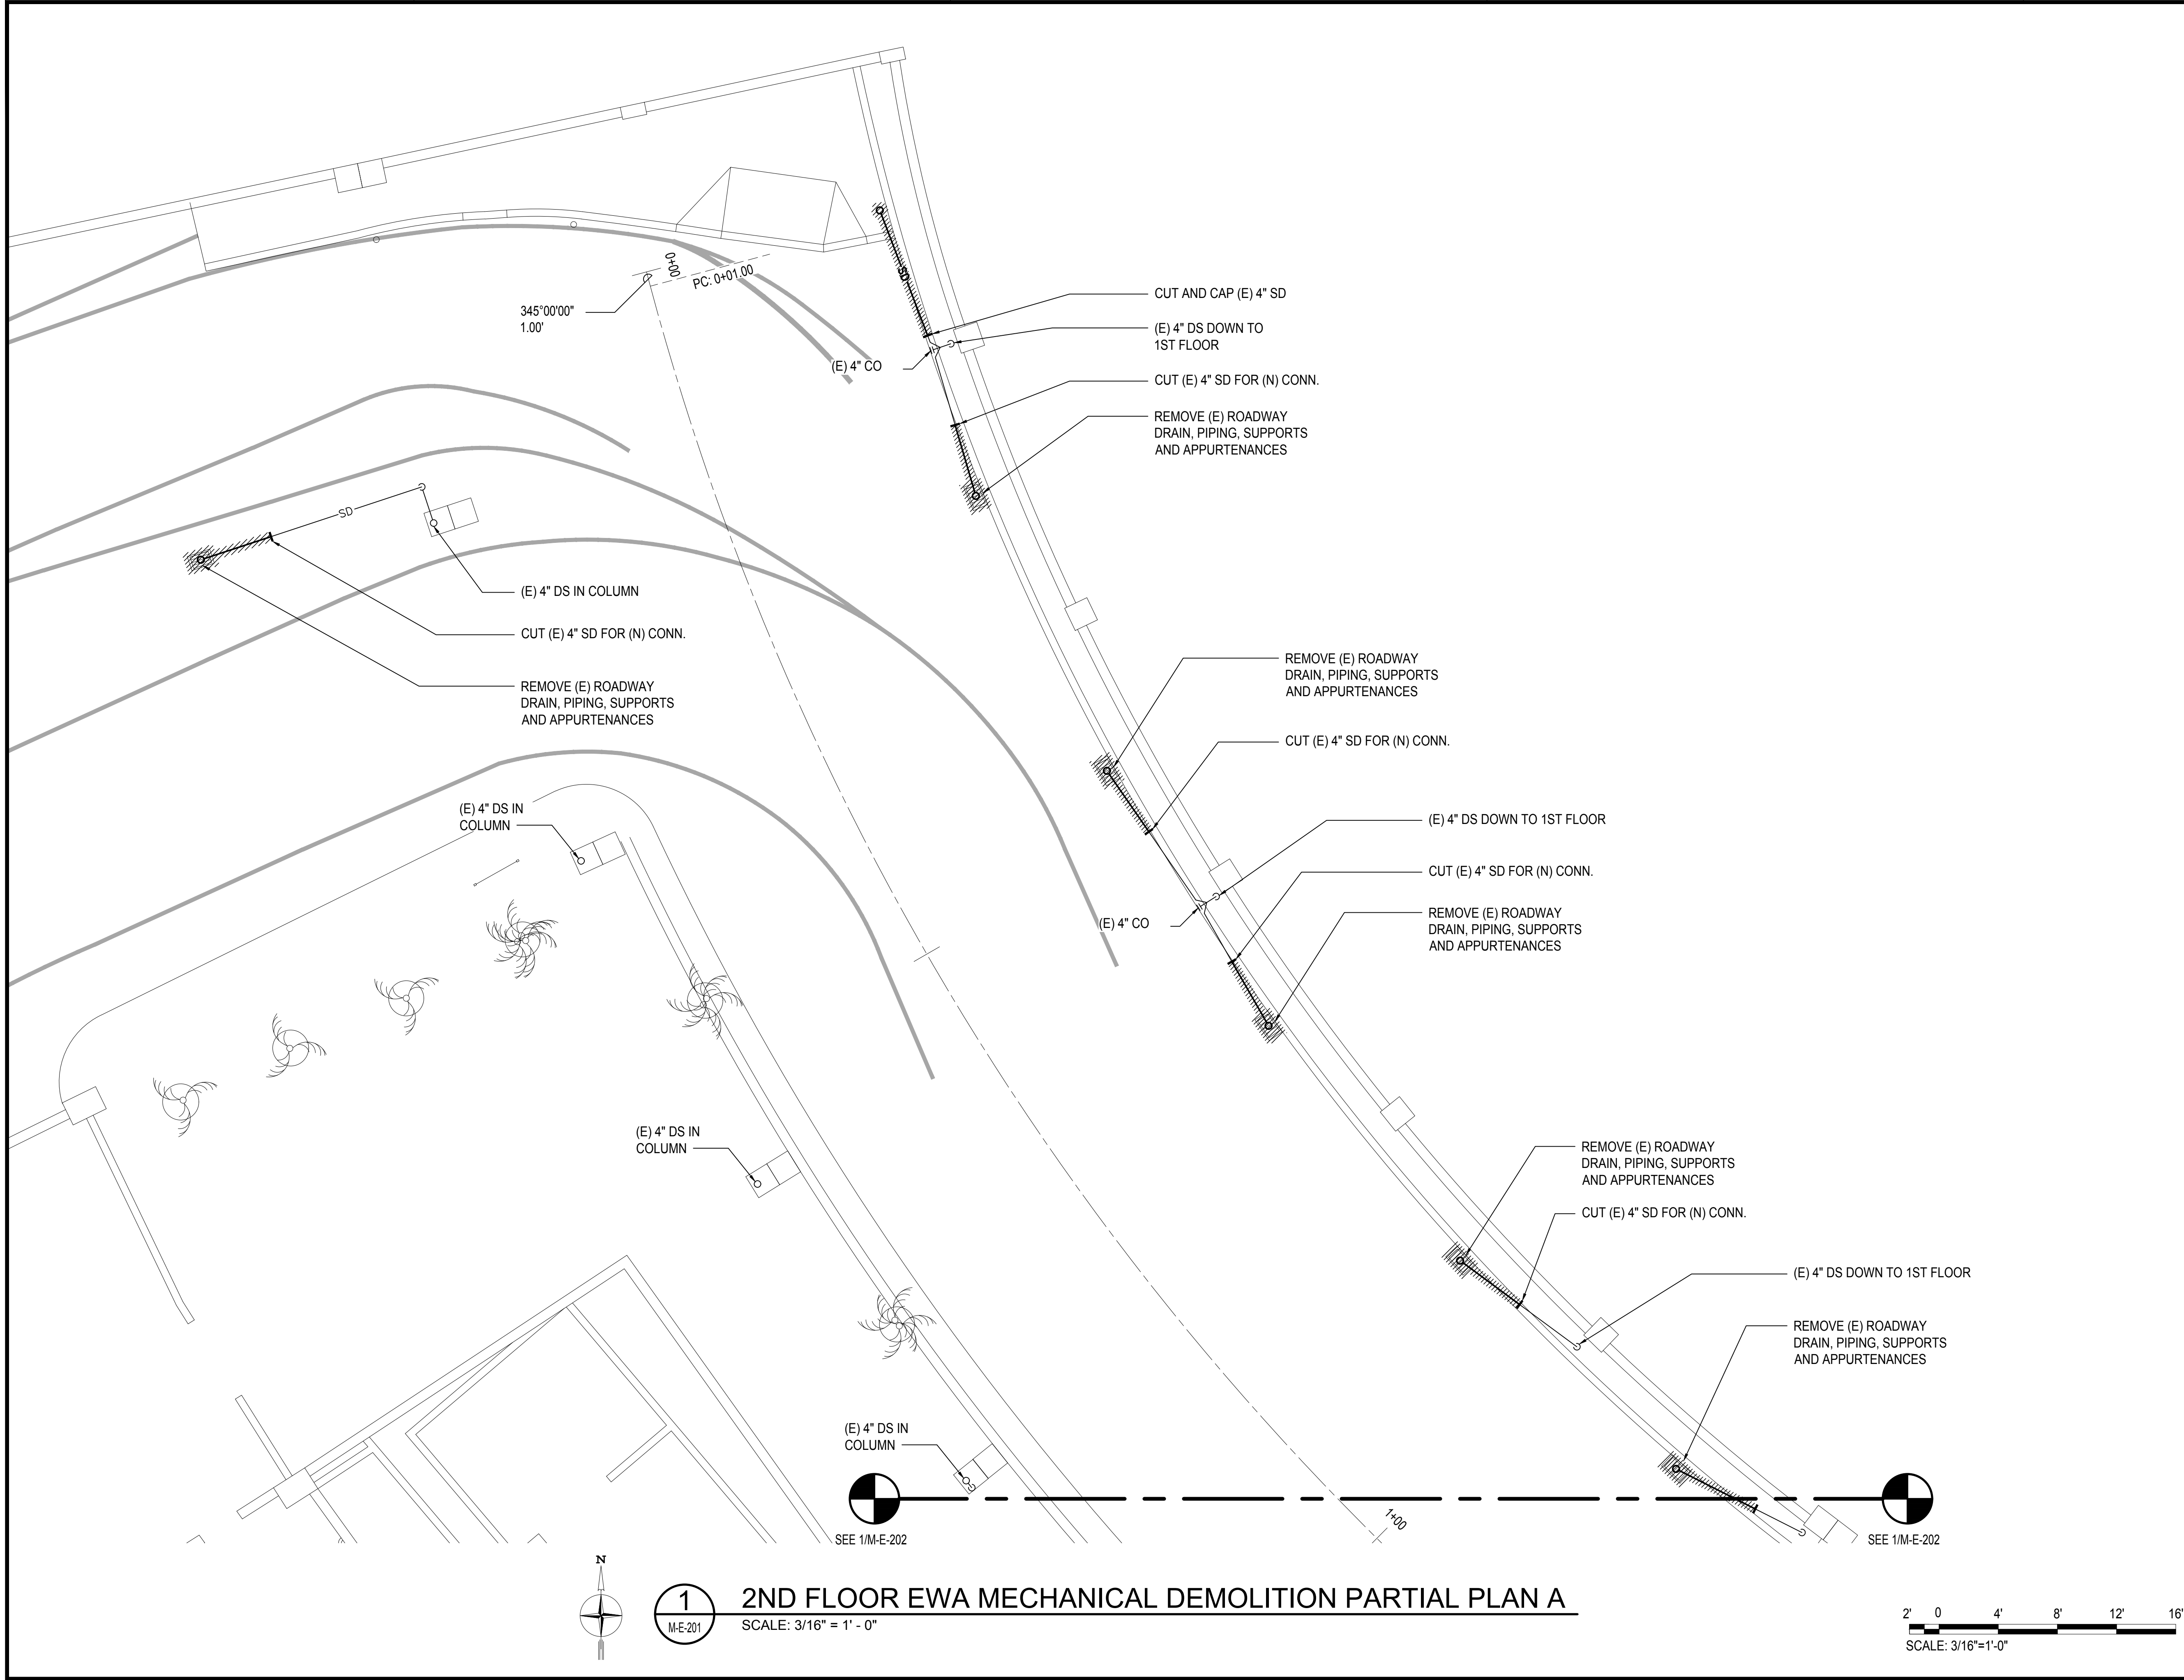 0+00
PC: 0+01.00
345°00'00"
1.00'
SD
CUT AND CAP (E) 4" SD
(E) 4" DS DOWN TO
1ST FLOOR
(E) 4" CO
CUT (E) 4" SD FOR (N) CONN.
REMOVE (E) ROADWAY
DRAIN, PIPING, SUPPORTS
AND APPURTENANCES
SD
(E) 4" DS IN COLUMN
CUT (E) 4" SD FOR (N) CONN.
REMOVE (E) ROADWAY
DRAIN, PIPING, SUPPORTS
AND APPURTENANCES
REMOVE (E) ROADWAY
DRAIN, PIPING, SUPPORTS
AND APPURTENANCES
CUT (E) 4" SD FOR (N) CONN.
(E) 4" DS IN
COLUMN
(E) 4" DS DOWN TO 1ST FLOOR
CUT (E) 4" SD FOR (N) CONN.
(E) 4" CO
REMOVE (E) ROADWAY
DRAIN, PIPING, SUPPORTS
AND APPURTENANCES
(E) 4" DS IN
COLUMN
REMOVE (E) ROADWAY
DRAIN, PIPING, SUPPORTS
AND APPURTENANCES
CUT (E) 4" SD FOR (N) CONN.
(E) 4" DS DOWN TO 1ST FLOOR
REMOVE (E) ROADWAY
DRAIN, PIPING, SUPPORTS
AND APPURTENANCES
(E) 4" DS IN
COLUMN
1+00
SEE 1/M-E-202
SEE 1/M-E-202
N
1
M-E-201
2ND FLOOR EWA MECHANICAL DEMOLITION PARTIAL PLAN A
SCALE: 3/16" = 1' - 0"
2' 0 4' 8' 12' 16'
SCALE: 3/16"=1'-0"